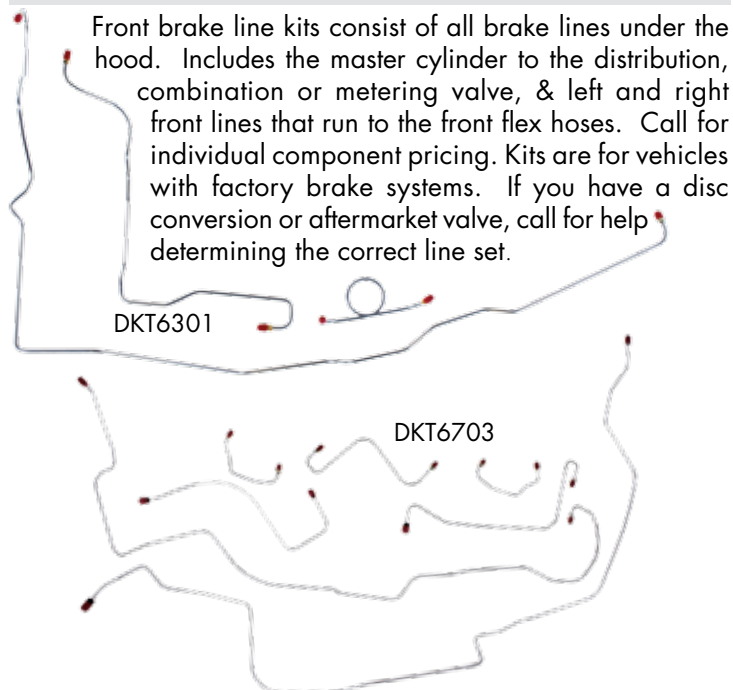 Front brake line kits consist of all brake lines under the
hood. Includes the master cylinder to the distribution,
combination or metering valve, & left and right
front lines that run to the front flex hoses. Call for
individual component pricing. Kits are for vehicles
with factory brake systems. If you have a disc
conversion or aftermarket valve, call for help
determining the correct line set.
DKT6301
DKT6703